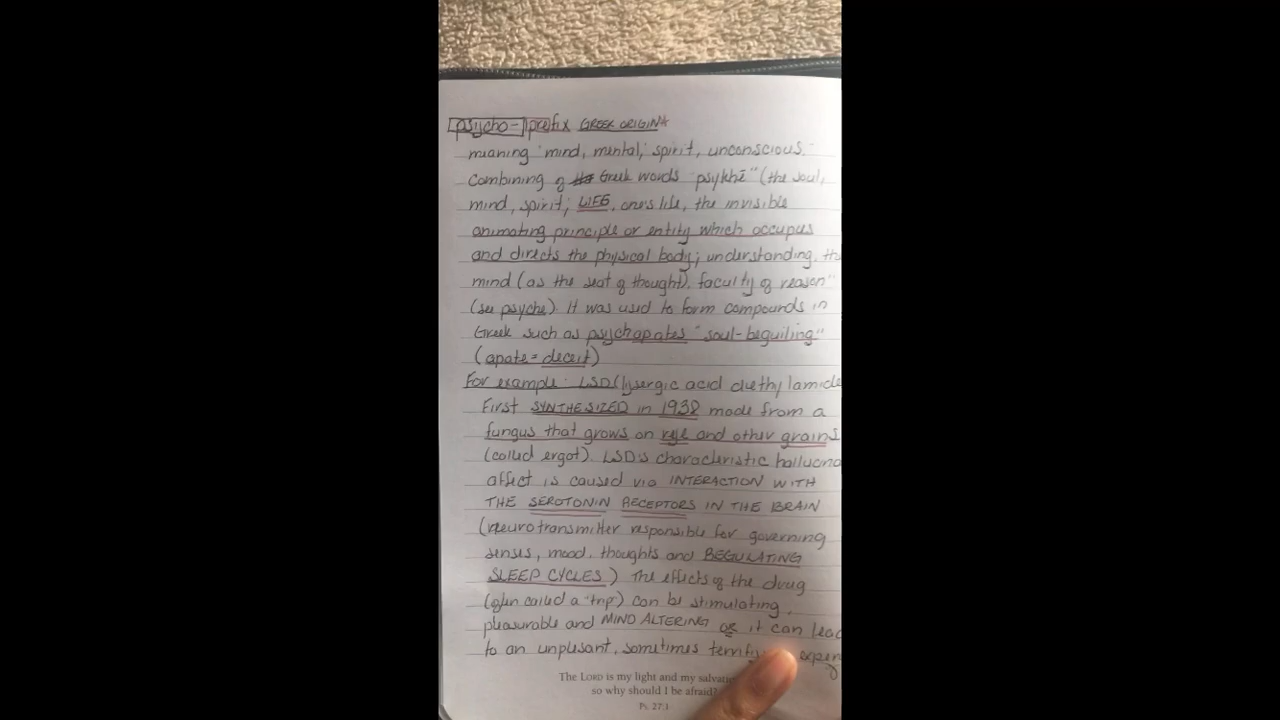 psycho- prefix GREEK ORIGIN*
meaning "mind, mental, spirit, unconscious."
Combining of Greek words "psykhē" (the soul,
mind, spirit; LIFE, one's life, the invisible
animating principle or entity which occupies
and directs the physical body; understanding, the
mind (as the seat of thought), faculty of reason"
(see psyche). It was used to form compounds in
Greek such as psychapates "soul-beguiling"
(apate = deceit)
For example: LSD (lysergic acid diethylamide
First SYNTHESIZED in 1938 made from a
fungus that grows on rye and other grains
(called ergot). LSD's characteristic hallucina
affect is caused via INTERACTION WITH
THE SEROTONIN RECEPTORS IN THE BRAIN
(neurotransmitter responsible for governing
senses, mood, thoughts and REGULATING
SLEEP CYCLES) The effects of the drug
(often called a "trip") can be stimulating,
pleasurable and MIND ALTERING or it can lead
to an unplesant, sometimes terrify experi
The LORD is my light and my salvati
so why should I be afraid?
Ps. 27:1